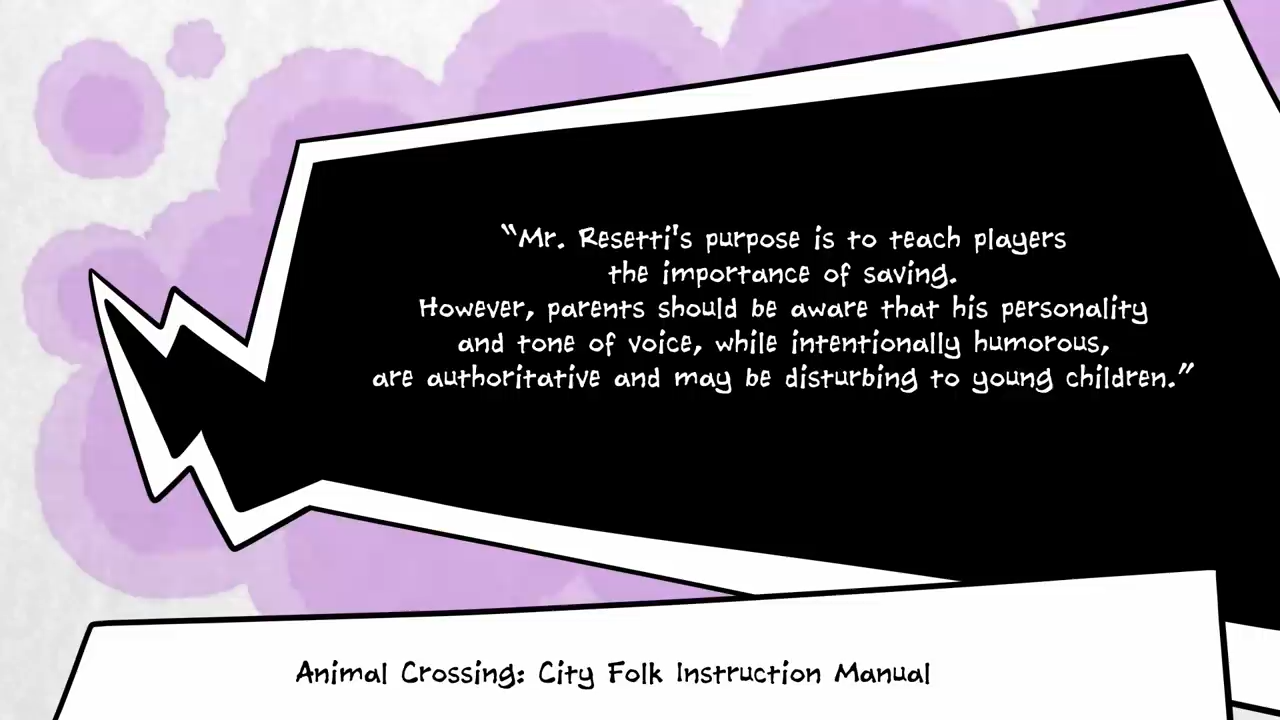 “Mr. Resetti's purpose is to teach players
the importance of saving.
However, parents should be aware that his personality
and tone of voice, while intentionally humorous,
are authoritative and may be disturbing to young children.”
Animal Crossing: City Folk Instruction Manual